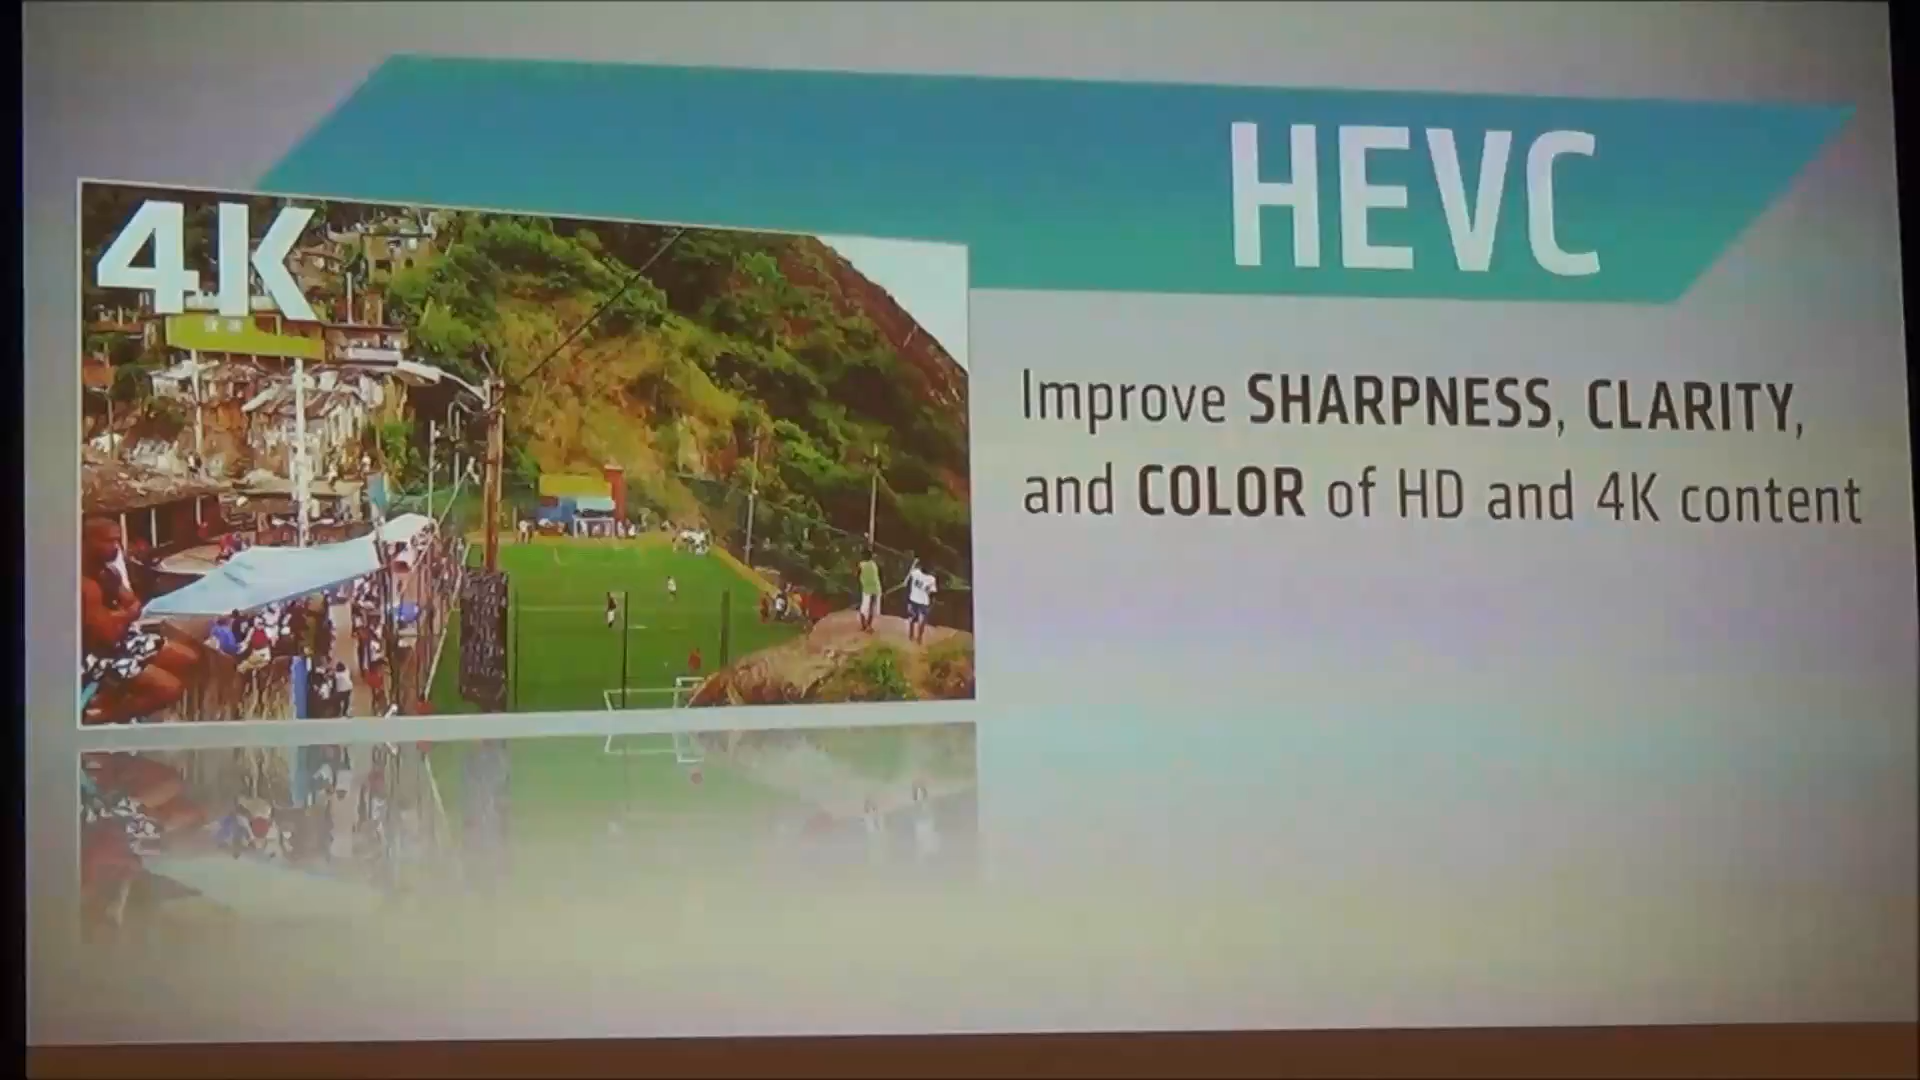 HEVC
4K
Improve SHARPNESS, CLARITY,
and COLOR of HD and 4K content